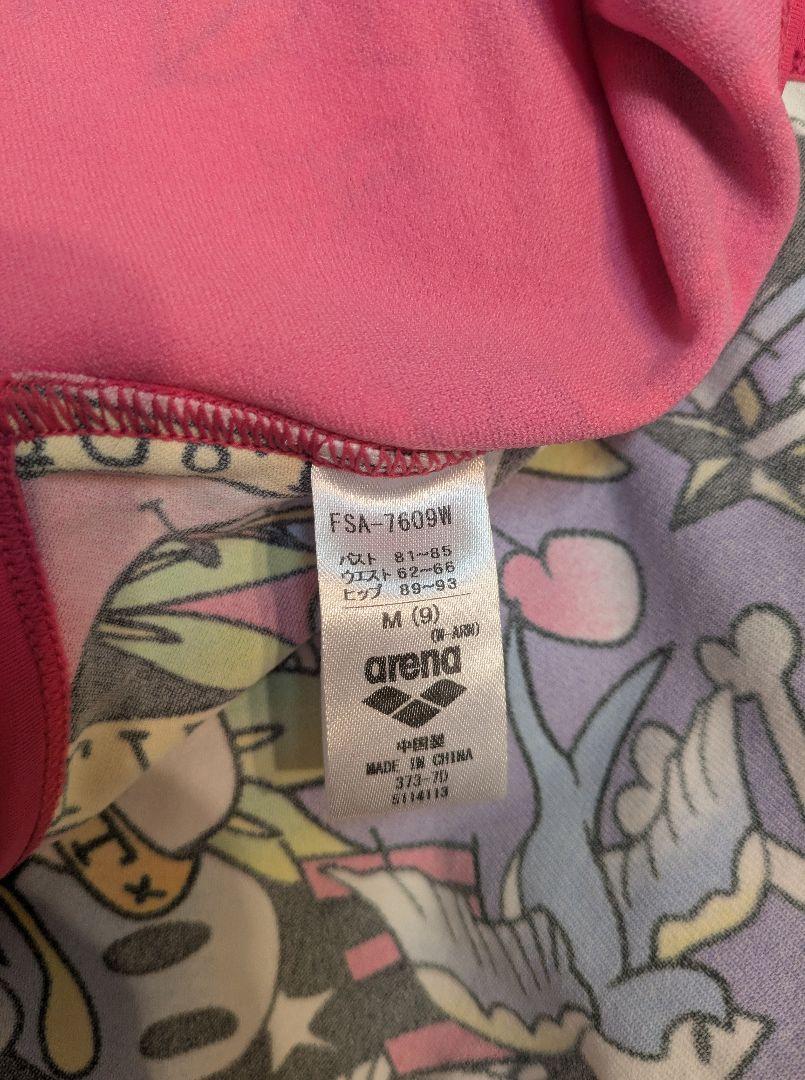 FSA-7609W
バスト 81~85
ウエスト 62~66
ヒップ 89~93
M (9)
(W-ARN)
arena
中国製
MADE IN CHINA
373-7D
5114113